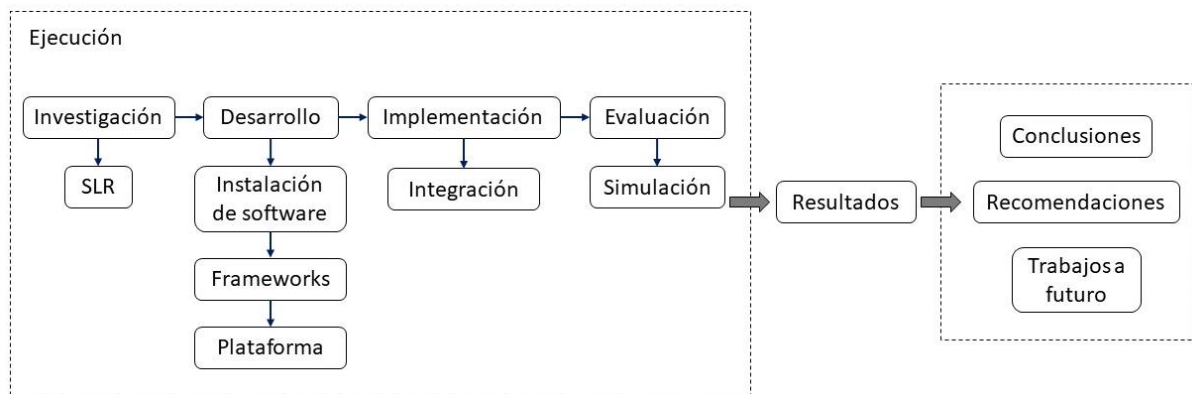 Ejecución
Investigación
Desarrollo
Implementación
Evaluación
SLR
Instalación
de software
Integración
Simulación
Frameworks
Plataforma
Resultados
Conclusiones
Recomendaciones
Trabajos a
futuro